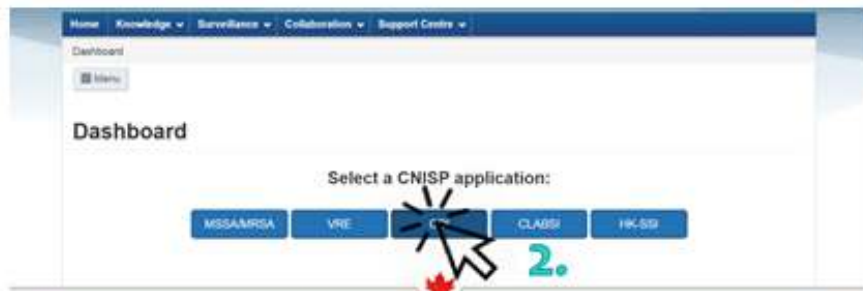 Home Knowledge Surveillance Collaboration Support Centre
Dashboard
Menu
Dashboard
Select a CNISP application:
MSSA/MRSA VRE CLABSI HK-SSI
2.